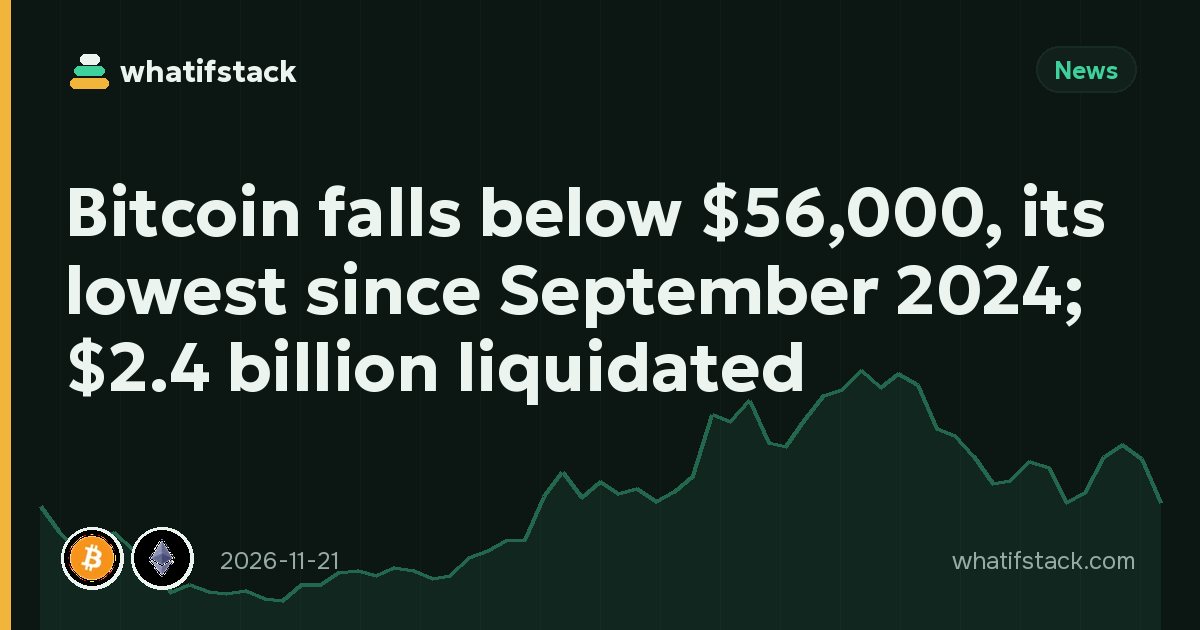 whatifstack
News
Bitcoin falls below $56,000, its
lowest since September 2024;
$2.4 billion liquidated
2026-11-21
whatifstack.com